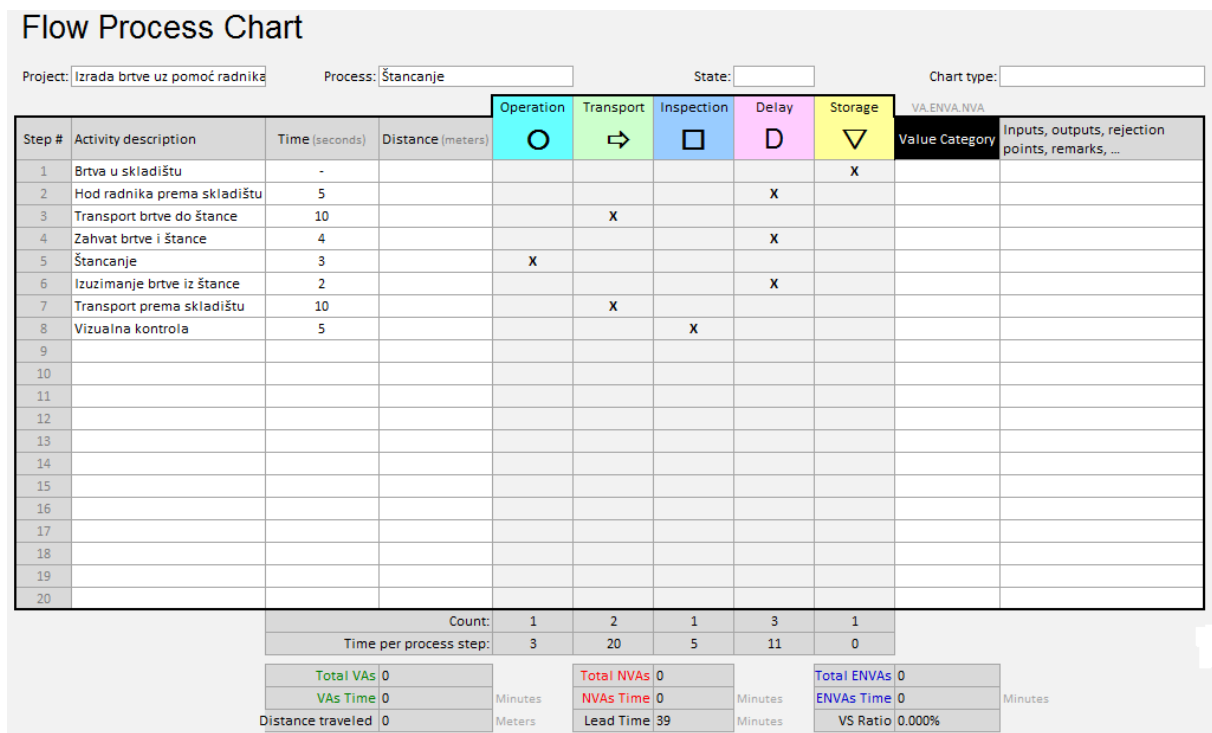 Flow Process Chart
Project: Izrada brtve uz pomoć radnika Process: Štancanje State: Chart type:
Operation Transport Inspection Delay Storage VA.ENVA.NVA
Step # Activity description Time (seconds) Distance (meters) D Value Category Inputs, outputs, rejection
points, remarks, ...
1 Brtva u skladištu - X
2 Hod radnika prema skladištu 5 X
3 Transport brtve do štance 10 X
4 Zahvat brtve i štance 4 X
5 Štancanje 3 X
6 Izuzimanje brtve iz štance 2 X
7 Transport prema skladištu 10 X
8 Vizualna kontrola 5 X
9
10
11
12
13
14
15
16
17
18
19
20
Count: 1 2 1 3 1
Time per process step: 3 20 5 11 0
Total VAs 0 Total NVAs 0 Total ENVAs 0
VAs Time 0 Minutes NVAs Time 0 Minutes ENVAs Time 0 Minutes
Distance traveled 0 Meters Lead Time 39 Minutes VS Ratio 0.000%